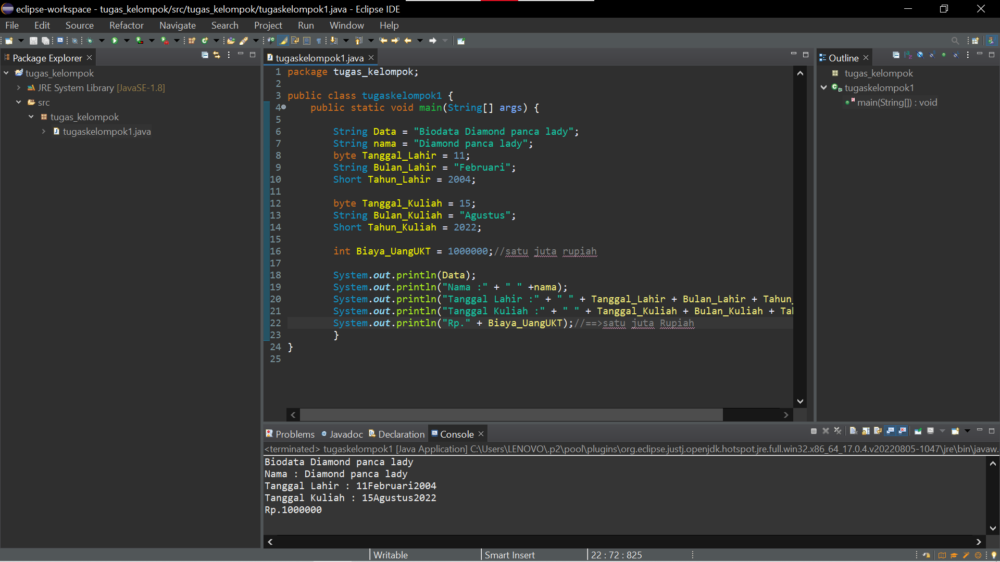 eclipse-workspace - tugas_kelompok/src/tugas_kelompok/tugaskelompok1.java - Eclipse IDE
File Edit Source Refactor Navigate Search Project Run Window Help
Package Explorer
tugas_kelompok
JRE System Library [JavaSE-1.8]
src
tugas_kelompok
tugaskelompok1.java
tugaskelompok1.java
1 package tugas_kelompok;
2
3 public class tugaskelompok1 {
4 public static void main(String[] args) {
5
6 String Data = "Biodata Diamond panca lady";
7 String nama = "Diamond panca lady";
8 byte Tanggal_Lahir = 11;
9 String Bulan_Lahir = "Februari";
10 Short Tahun_Lahir = 2004;
11
12 byte Tanggal_Kuliah = 15;
13 String Bulan_Kuliah = "Agustus";
14 Short Tahun_Kuliah = 2022;
15
16 int Biaya_UangUKT = 1000000;//satu juta rupiah
17
18 System.out.println(Data);
19 System.out.println("Nama :" + " " +nama);
20 System.out.println("Tanggal Lahir :" + " " + Tanggal_Lahir + Bulan_Lahir + Tahun_
21 System.out.println("Tanggal Kuliah :" + " " + Tanggal_Kuliah + Bulan_Kuliah + Tah
22 System.out.println("Rp." + Biaya_UangUKT);//==>satu juta Rupiah
23 }
24 }
25
Outline
tugas_kelompok
tugaskelompok1
main(String[]) : void
Problems Javadoc Declaration Console
<terminated> tugaskelompok1 [Java Application] C:\Users\LENOVO\.p2\pool\plugins\org.eclipse.justj.openjdk.hotspot.jre.full.win32.x86_64_17.0.4.v20220805-1047\jre\bin\javaw.
Biodata Diamond panca lady
Nama : Diamond panca lady
Tanggal Lahir : 11Februari2004
Tanggal Kuliah : 15Agustus2022
Rp.1000000
Writable Smart Insert 22 : 72 : 825